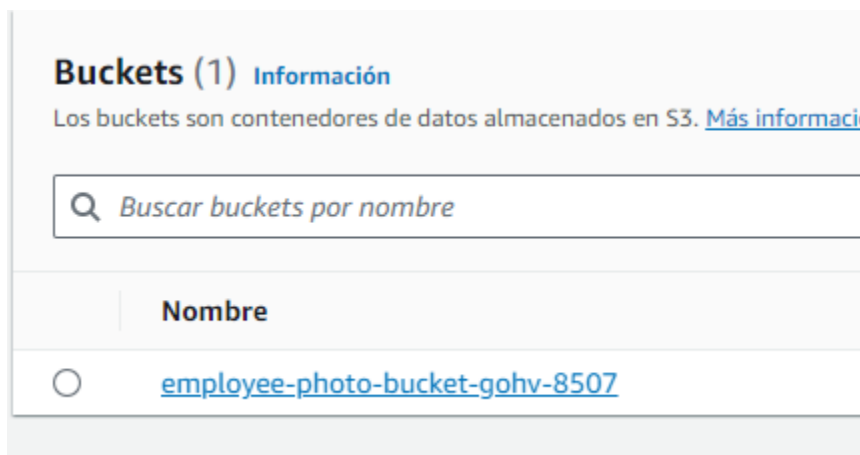 Buckets (1) Información
Los buckets son contenedores de datos almacenados en S3. Más informaci
Buscar buckets por nombre
Nombre
employee-photo-bucket-gohv-8507